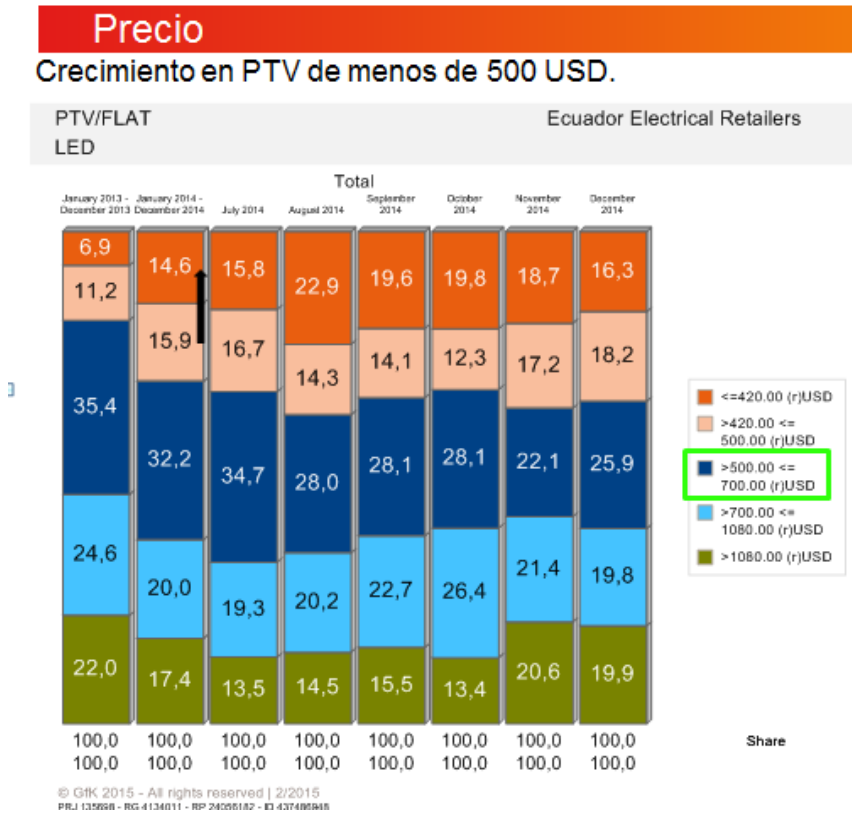 Precio
Crecimiento en PTV de menos de 500 USD.
PTV/FLAT
Ecuador Electrical Retailers
LED
Total
January 2013 -
December 2013
January 2014 -
December 2014
July 2014
August 2014
September
2014
October
2014
November
2014
December
2014
6,9
11,2
35,4
24,6
22,0
14,6
15,9
32,2
20,0
17,4
15,8
16,7
34,7
19,3
13,5
22,9
14,3
28,0
20,2
14,5
19,6
14,1
28,1
22,7
15,5
19,8
12,3
28,1
26,4
13,4
18,7
17,2
22,1
21,4
20,6
16,3
18,2
25,9
19,8
19,9
<=420.00 (r)USD
>420.00 <=
500.00 (r)USD
>500.00 <=
700.00 (r)USD
>700.00 <=
1080.00 (r)USD
>1080.00 (r)USD
100,0 100,0 100,0 100,0 100,0 100,0 100,0 100,0
100,0 100,0 100,0 100,0 100,0 100,0 100,0 100,0
Share
© GfK 2015 - All rights reserved | 2/2015
PRJ 135698 - RG 4134011 - RP 24056182 - ID 437486948